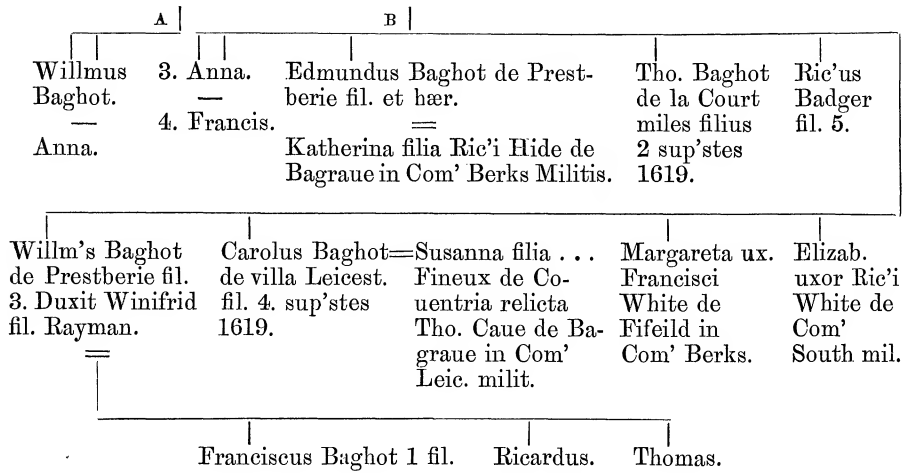 A
B
Willmus
Baghot.
—
Anna.
3. Anna.
—
4. Francis.
Edmundus Baghot de Prest-
berie fil. et hær.
=
Katherina filia Ric'i Hide de
Bagraue in Com' Berks Militis.
Tho. Baghot
de la Court
miles filius
2 sup'stes
1619.
Ric'us
Badger
fil. 5.
Willm's Baghot
de Prestberie fil.
3. Duxit Winifrid
fil. Rayman.
=
Carolus Baghot=
de villa Leicest.
fil. 4. sup'stes
1619.
Susanna filia . . .
Fineux de Co-
uentria relicta
Tho. Caue de Ba-
graue in Com'
Leic. milit.
Margareta ux.
Francisci
White de
Fifeild in
Com' Berks.
Elizab.
uxor Ric'i
White de
Com'
South mil.
Franciscus Baghot 1 fil.
Ricardus.
Thomas.